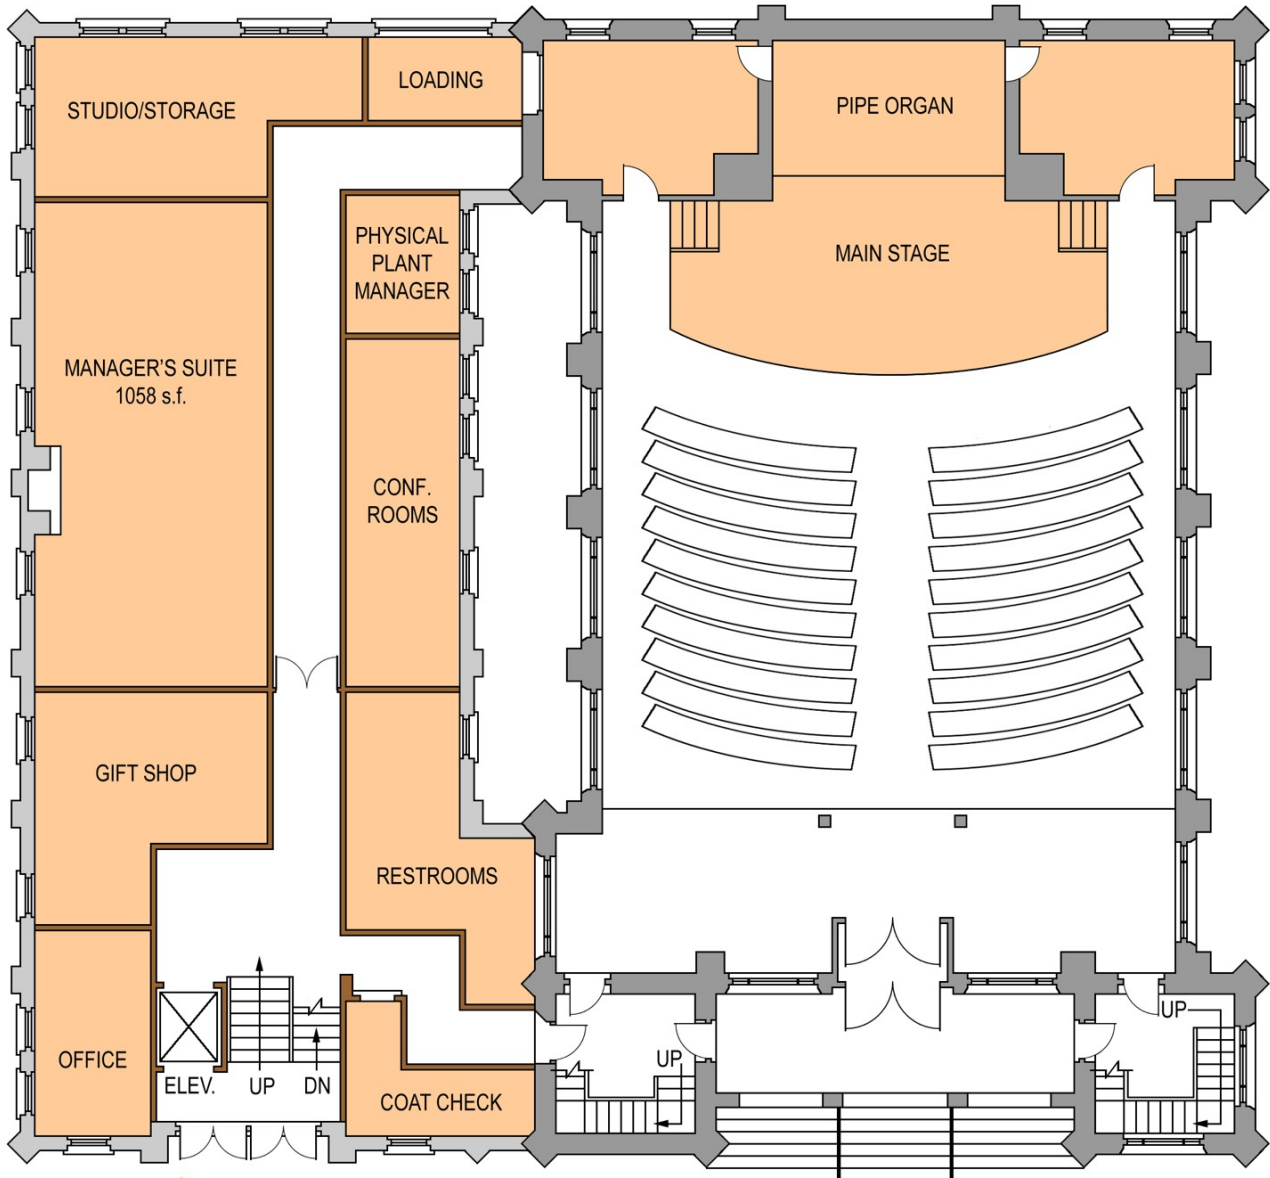 LOADING
STUDIO/STORAGE
PIPE ORGAN
PHYSICAL
PLANT
MANAGER
MAIN STAGE
MANAGER'S SUITE
1058 s.f.
CONF.
ROOMS
GIFT SHOP
RESTROOMS
OFFICE
ELEV.
UP
DN
COAT CHECK
UP
UP